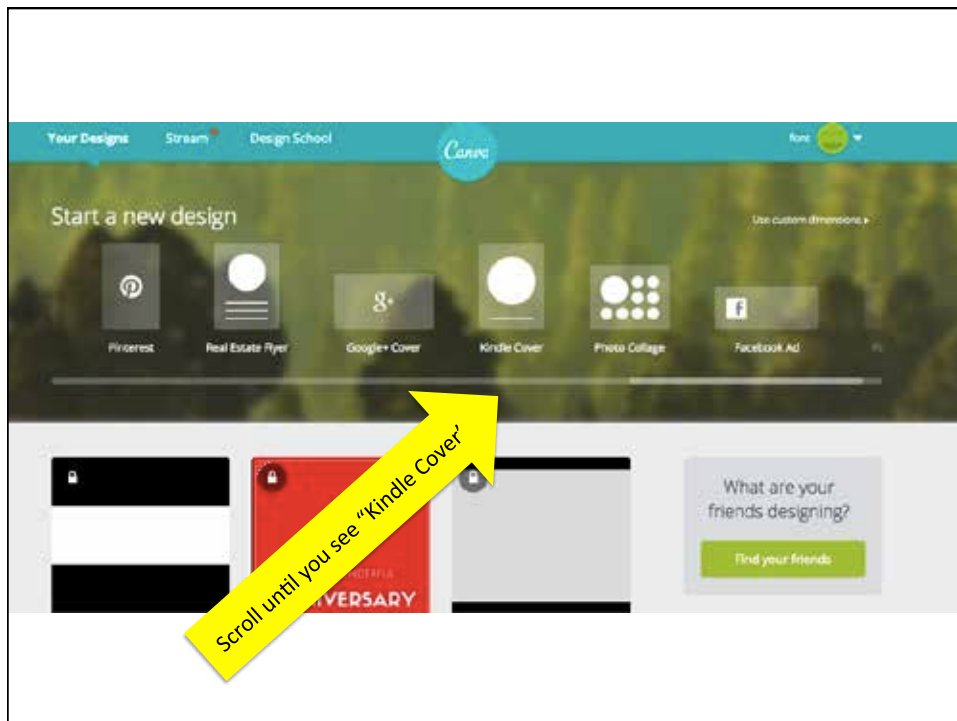 Your Designs Stream Design School Canva
Start a new design
Use custom dimensions
g+
f
Pinterest Real Estate Flyer Google+ Cover Kindle Cover Photo Collage Facebook Ad
Scroll until you see “Kindle Cover’
What are your
friends designing?
Find your friends
NDERFUL
VERSARY